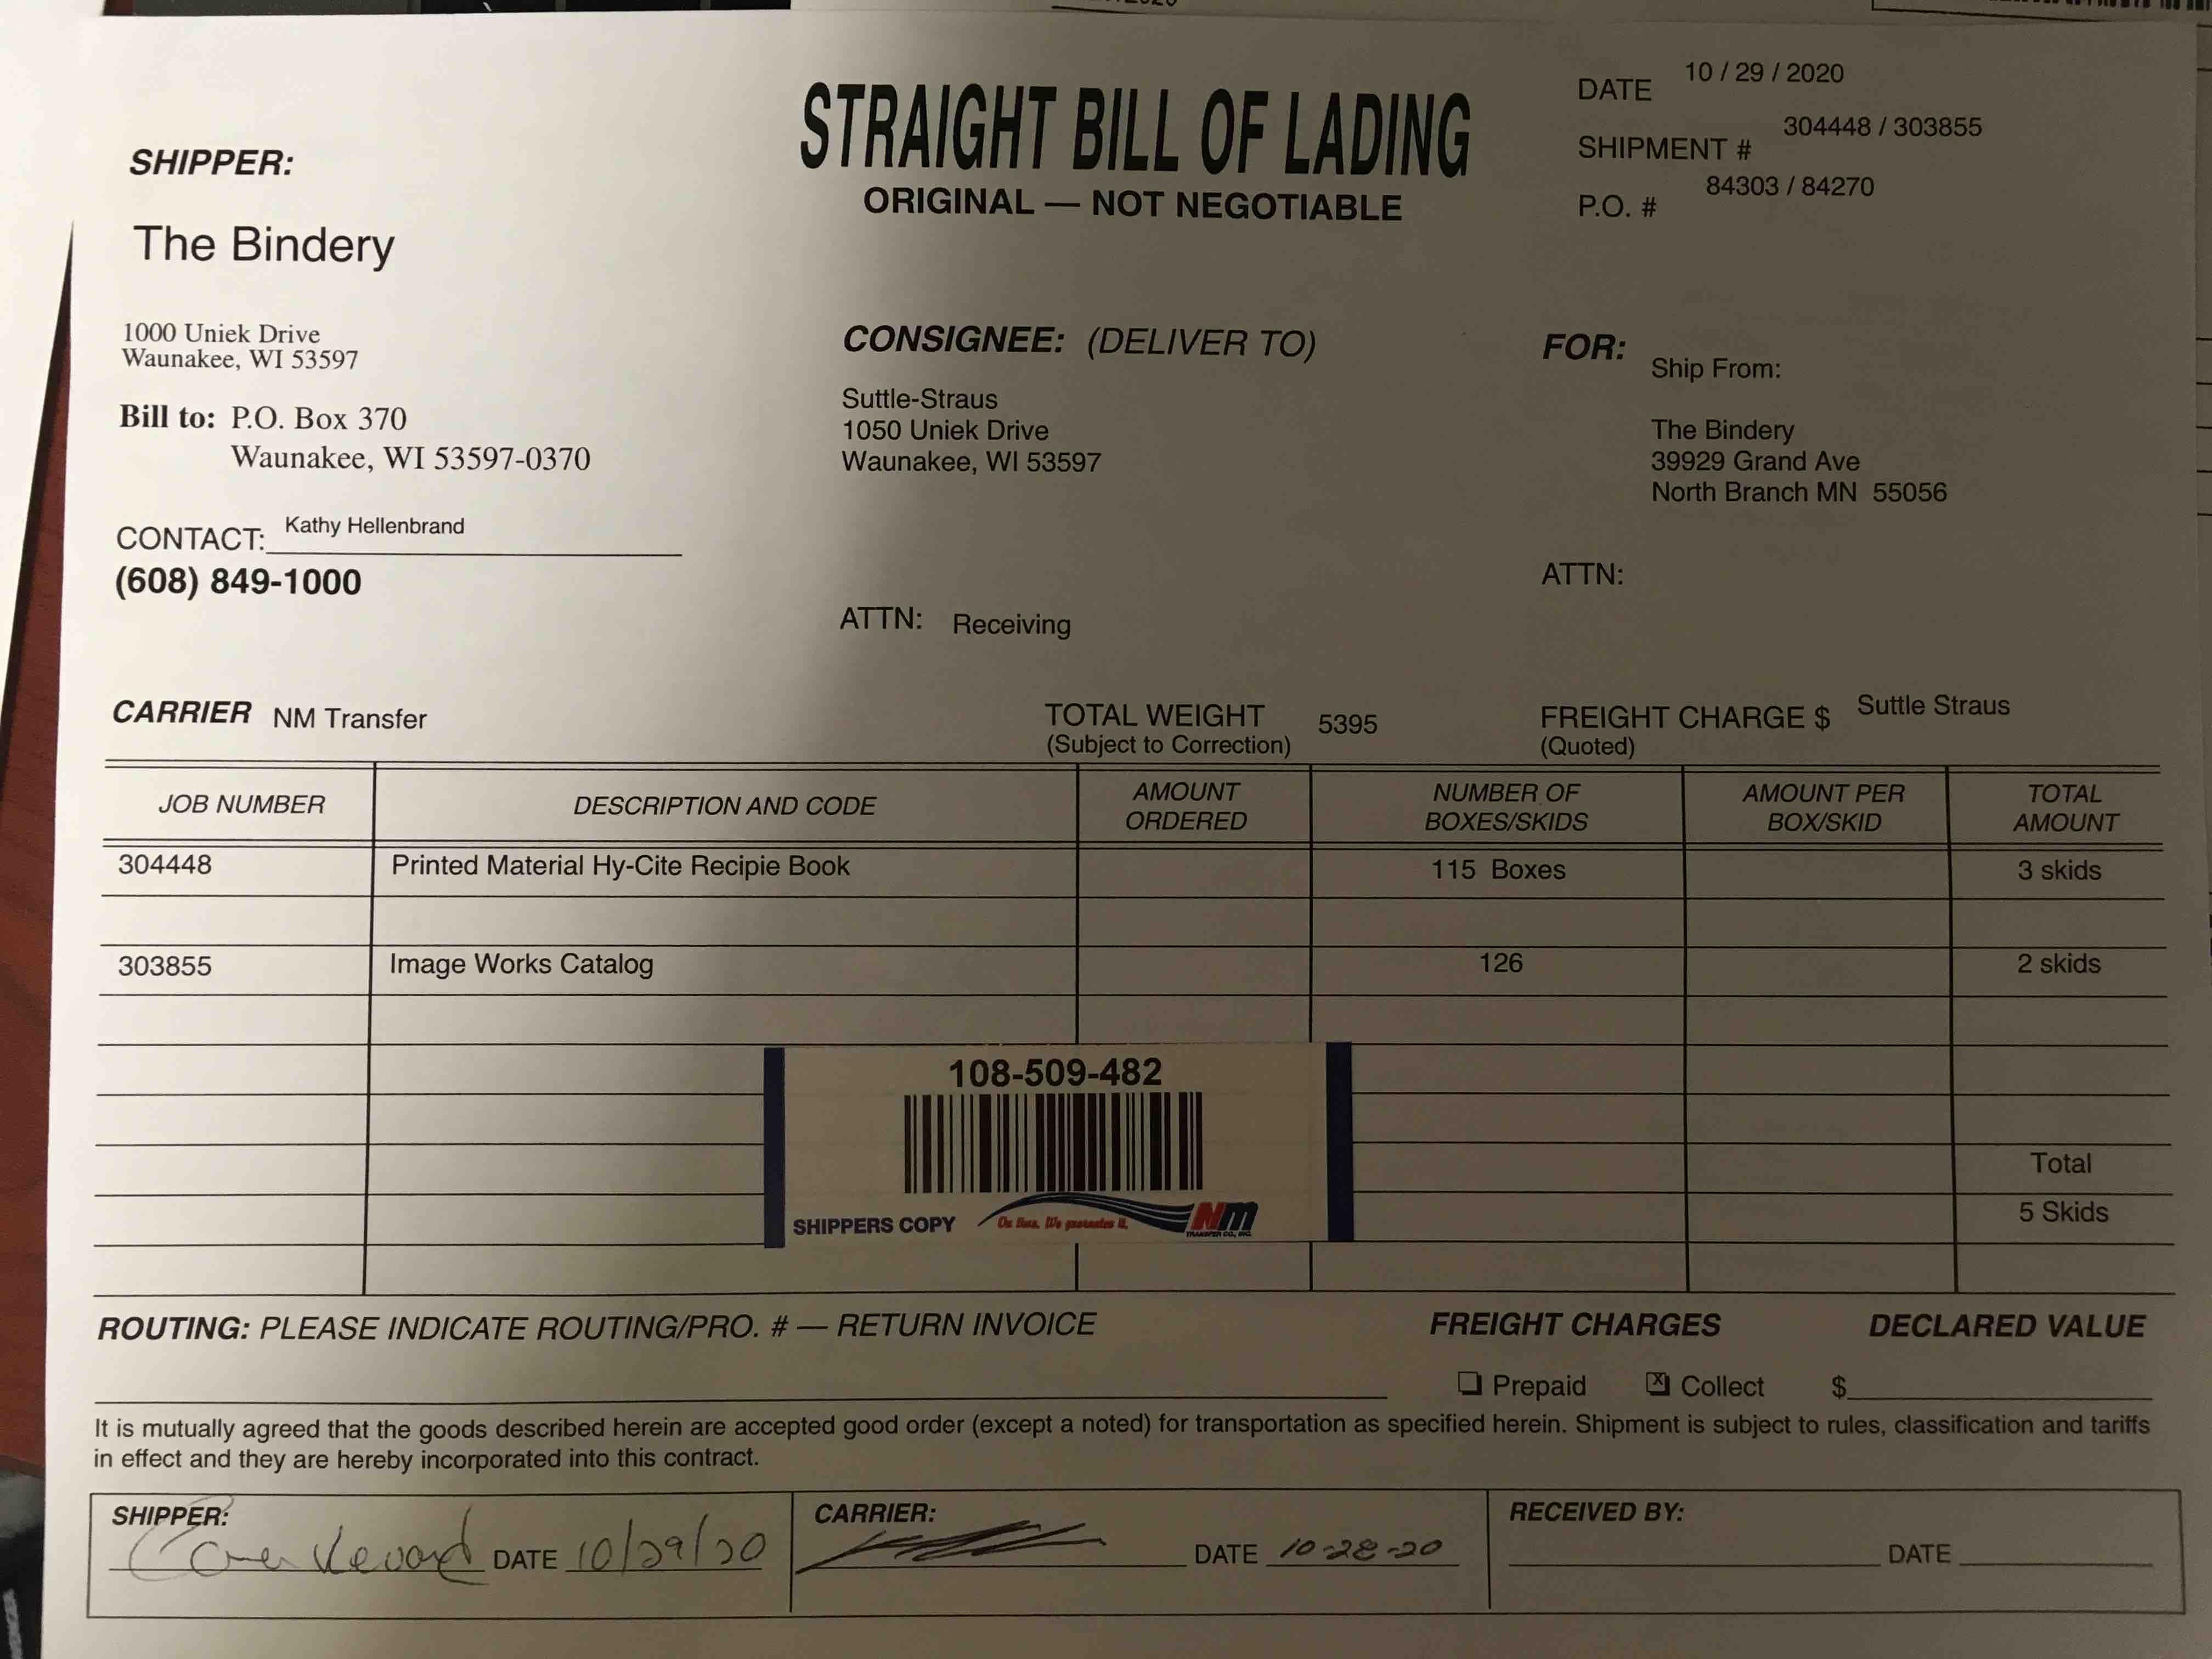 STRAIGHT BILL OF LADING
ORIGINAL — NOT NEGOTIABLE
DATE 10 / 29 / 2020
SHIPMENT # 304448 / 303855
P.O. # 84303 / 84270
SHIPPER:
The Bindery
1000 Uniek Drive
Waunakee, WI 53597
Bill to: P.O. Box 370
Waunakee, WI 53597-0370
CONTACT: Kathy Hellenbrand
(608) 849-1000
CONSIGNEE: (DELIVER TO)
Suttle-Straus
1050 Uniek Drive
Waunakee, WI 53597
ATTN: Receiving
FOR: Ship From:
The Bindery
39929 Grand Ave
North Branch MN 55056
ATTN:
CARRIER NM Transfer
TOTAL WEIGHT 5395
(Subject to Correction)
FREIGHT CHARGE $ Suttle Straus
(Quoted)
JOB NUMBER DESCRIPTION AND CODE AMOUNT ORDERED NUMBER OF BOXES/SKIDS AMOUNT PER BOX/SKID TOTAL AMOUNT
304448 Printed Material Hy-Cite Recipie Book 115 Boxes 3 skids
303855 Image Works Catalog 126 2 skids
108-509-482
SHIPPERS COPY On time. We guarantee it. NM
TRANSFER CO., INC.
Total
5 Skids
ROUTING: PLEASE INDICATE ROUTING/PRO. # — RETURN INVOICE
FREIGHT CHARGES DECLARED VALUE
Prepaid X Collect $
It is mutually agreed that the goods described herein are accepted good order (except a noted) for transportation as specified herein. Shipment is subject to rules, classification and tariffs
in effect and they are hereby incorporated into this contract.
SHIPPER: DATE 10/29/20
CARRIER: DATE 10-28-20
RECEIVED BY: DATE